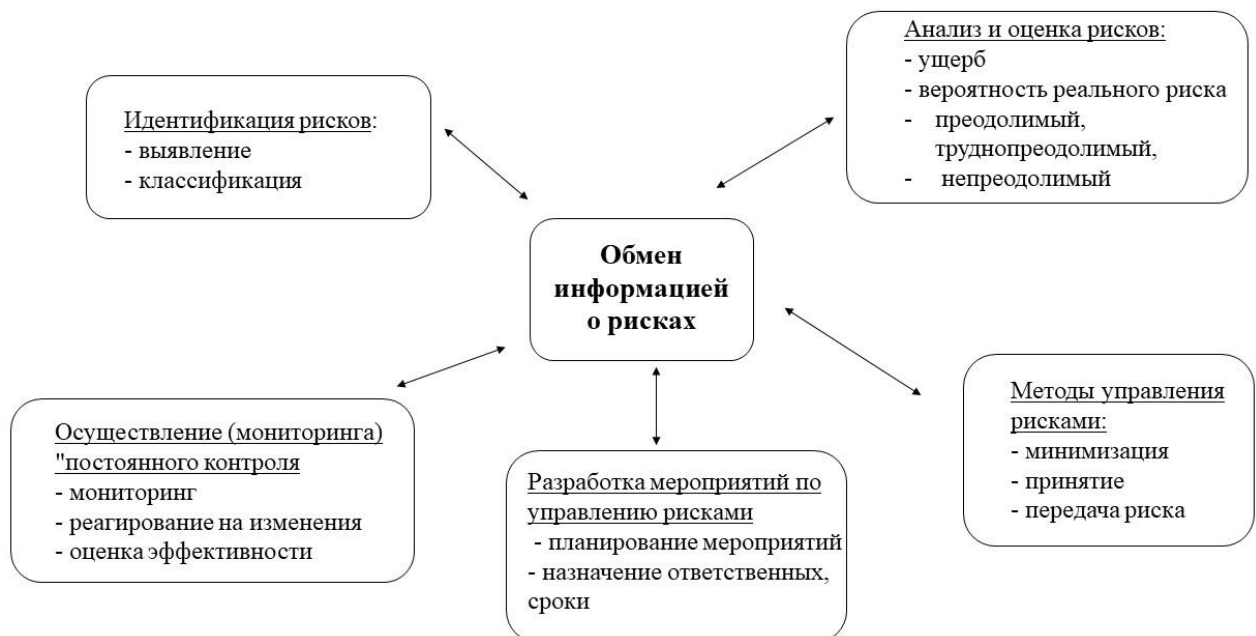 Анализ и оценка рисков:
- ущерб
- вероятность реального риска
- преодолимый,
труднопреодолимый,
- непреодолимый
Идентификация рисков:
- выявление
- классификация
Обмен
информацией
о рисках
Методы управления
рисками:
- минимизация
- принятие
- передача риска
Осуществление (мониторинга)
"постоянного контроля
- мониторинг
- реагирование на изменения
- оценка эффективности
Разработка мероприятий по
управлению рисками
- планирование мероприятий
- назначение ответственных,
сроки